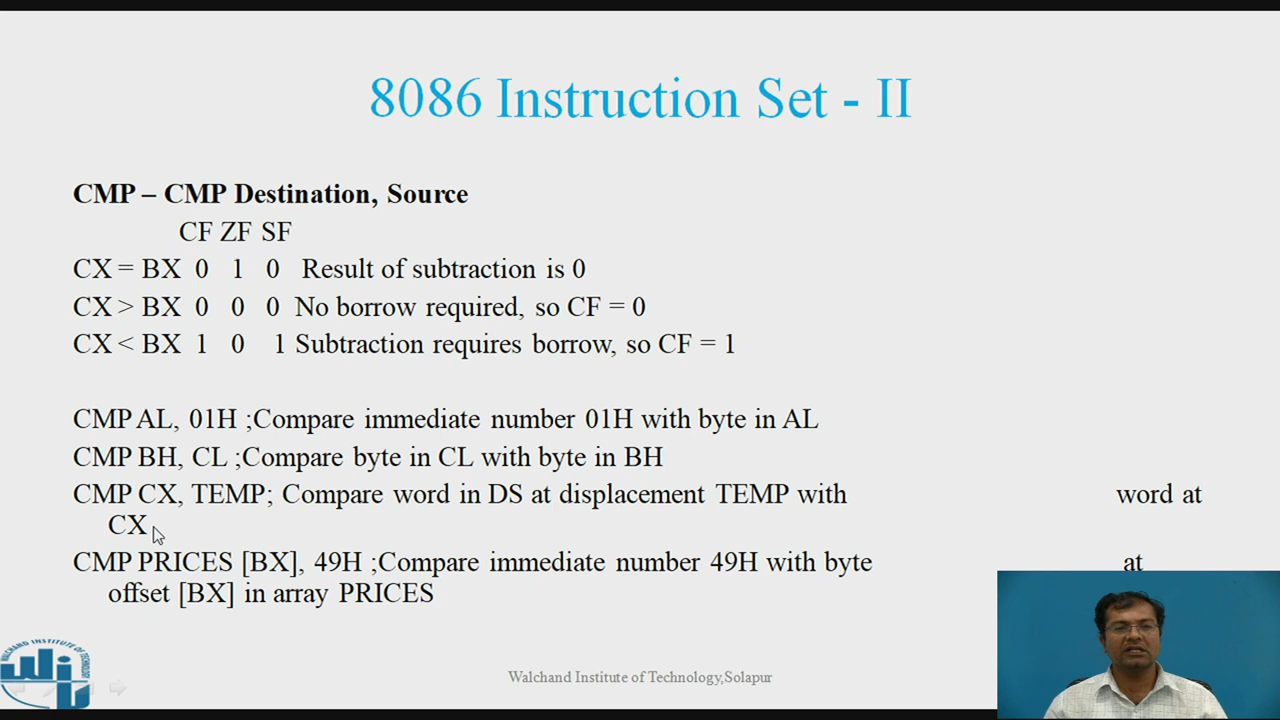 8086 Instruction Set - II
CMP – CMP Destination, Source
CF ZF SF
CX = BX 0 1 0 Result of subtraction is 0
CX > BX 0 0 0 No borrow required, so CF = 0
CX < BX 1 0 1 Subtraction requires borrow, so CF = 1
CMP AL, 01H ;Compare immediate number 01H with byte in AL
CMP BH, CL ;Compare byte in CL with byte in BH
CMP CX, TEMP; Compare word in DS at displacement TEMP with word at
CX
CMP PRICES [BX], 49H ;Compare immediate number 49H with byte at
offset [BX] in array PRICES
WALCHAND INSTITUTE OF TECHNOLOGY
WIT
Walchand Institute of Technology,Solapur